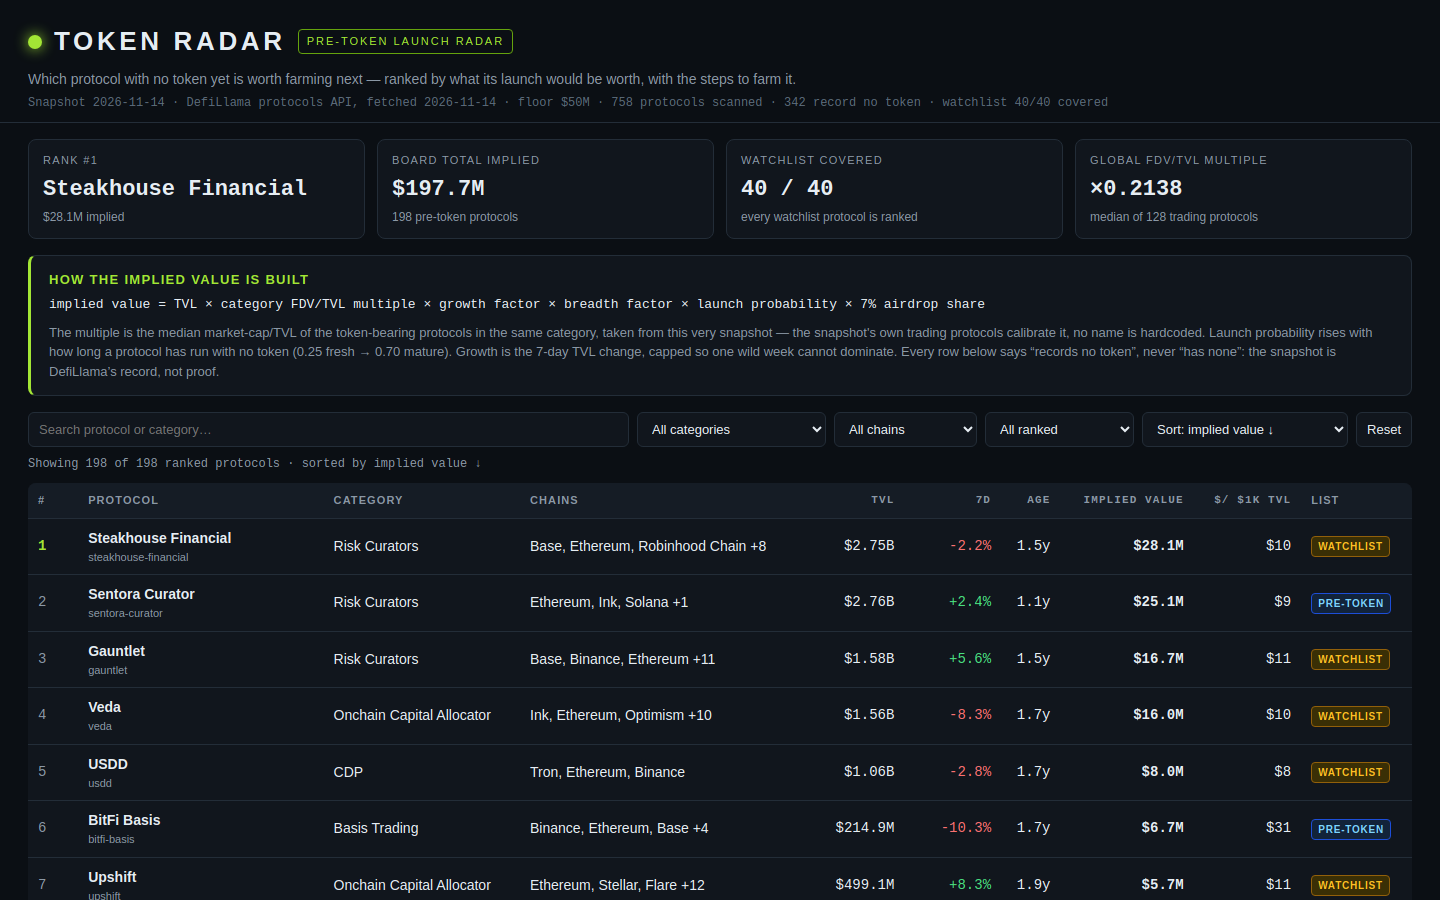 TOKEN RADAR PRE-TOKEN LAUNCH RADAR
Which protocol with no token yet is worth farming next — ranked by what its launch would be worth, with the steps to farm it.
Snapshot 2026-11-14 · DefiLlama protocols API, fetched 2026-11-14 · floor $50M · 758 protocols scanned · 342 record no token · watchlist 40/40 covered
RANK #1
Steakhouse Financial
$28.1M implied
BOARD TOTAL IMPLIED
$197.7M
198 pre-token protocols
WATCHLIST COVERED
40 / 40
every watchlist protocol is ranked
GLOBAL FDV/TVL MULTIPLE
×0.2138
median of 128 trading protocols
HOW THE IMPLIED VALUE IS BUILT
implied value = TVL × category FDV/TVL multiple × growth factor × breadth factor × launch probability × 7% airdrop share
The multiple is the median market-cap/TVL of the token-bearing protocols in the same category, taken from this very snapshot — the snapshot's own trading protocols calibrate it, no name is hardcoded. Launch probability rises with
how long a protocol has run with no token (0.25 fresh → 0.70 mature). Growth is the 7-day TVL change, capped so one wild week cannot dominate. Every row below says “records no token”, never “has none”: the snapshot is
DefiLlama's record, not proof.
Search protocol or category… All categories All chains All ranked Sort: implied value ↓ Reset
Showing 198 of 198 ranked protocols · sorted by implied value ↓
# PROTOCOL CATEGORY CHAINS TVL 7D AGE IMPLIED VALUE $/ $1K TVL LIST
1 Steakhouse Financial Risk Curators Base, Ethereum, Robinhood Chain +8 $2.75B -2.2% 1.5y $28.1M $10 WATCHLIST
steakhouse-financial
2 Sentora Curator Risk Curators Ethereum, Ink, Solana +1 $2.76B +2.4% 1.1y $25.1M $9 PRE-TOKEN
sentora-curator
3 Gauntlet Risk Curators Base, Binance, Ethereum +11 $1.58B +5.6% 1.5y $16.7M $11 WATCHLIST
gauntlet
4 Veda Onchain Capital Allocator Ink, Ethereum, Optimism +10 $1.56B -8.3% 1.7y $16.0M $10 WATCHLIST
veda
5 USDD CDP Tron, Ethereum, Binance $1.06B -2.8% 1.7y $8.0M $8 WATCHLIST
usdd
6 BitFi Basis Basis Trading Binance, Ethereum, Base +4 $214.9M -10.3% 1.7y $6.7M $31 PRE-TOKEN
bitfi-basis
7 Upshift Onchain Capital Allocator Ethereum, Stellar, Flare +12 $499.1M +8.3% 1.9y $5.7M $11 WATCHLIST
upshift